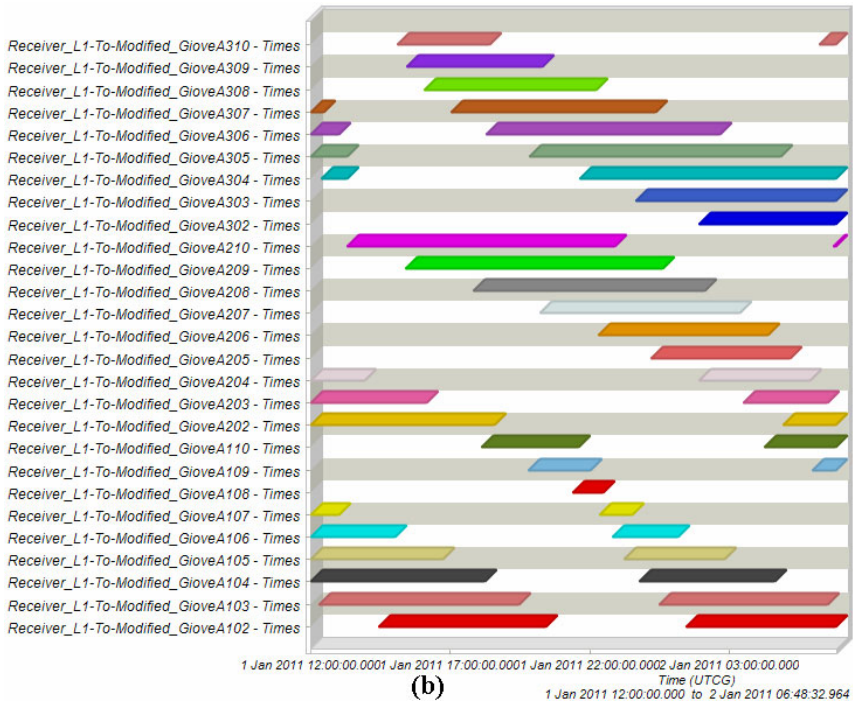 Receiver_L1-To-Modified_GioveA310 - Times
Receiver_L1-To-Modified_GioveA309 - Times
Receiver_L1-To-Modified_GioveA308 - Times
Receiver_L1-To-Modified_GioveA307 - Times
Receiver_L1-To-Modified_GioveA306 - Times
Receiver_L1-To-Modified_GioveA305 - Times
Receiver_L1-To-Modified_GioveA304 - Times
Receiver_L1-To-Modified_GioveA303 - Times
Receiver_L1-To-Modified_GioveA302 - Times
Receiver_L1-To-Modified_GioveA210 - Times
Receiver_L1-To-Modified_GioveA209 - Times
Receiver_L1-To-Modified_GioveA208 - Times
Receiver_L1-To-Modified_GioveA207 - Times
Receiver_L1-To-Modified_GioveA206 - Times
Receiver_L1-To-Modified_GioveA205 - Times
Receiver_L1-To-Modified_GioveA204 - Times
Receiver_L1-To-Modified_GioveA203 - Times
Receiver_L1-To-Modified_GioveA202 - Times
Receiver_L1-To-Modified_GioveA110 - Times
Receiver_L1-To-Modified_GioveA109 - Times
Receiver_L1-To-Modified_GioveA108 - Times
Receiver_L1-To-Modified_GioveA107 - Times
Receiver_L1-To-Modified_GioveA106 - Times
Receiver_L1-To-Modified_GioveA105 - Times
Receiver_L1-To-Modified_GioveA104 - Times
Receiver_L1-To-Modified_GioveA103 - Times
Receiver_L1-To-Modified_GioveA102 - Times
1 Jan 2011 12:00:00.0001 Jan 2011 17:00:00.0001 Jan 2011 22:00:00.0002 Jan 2011 03:00:00.000
Time (UTCG)
1 Jan 2011 12:00:00.000 to 2 Jan 2011 06:48:32.964
(b)